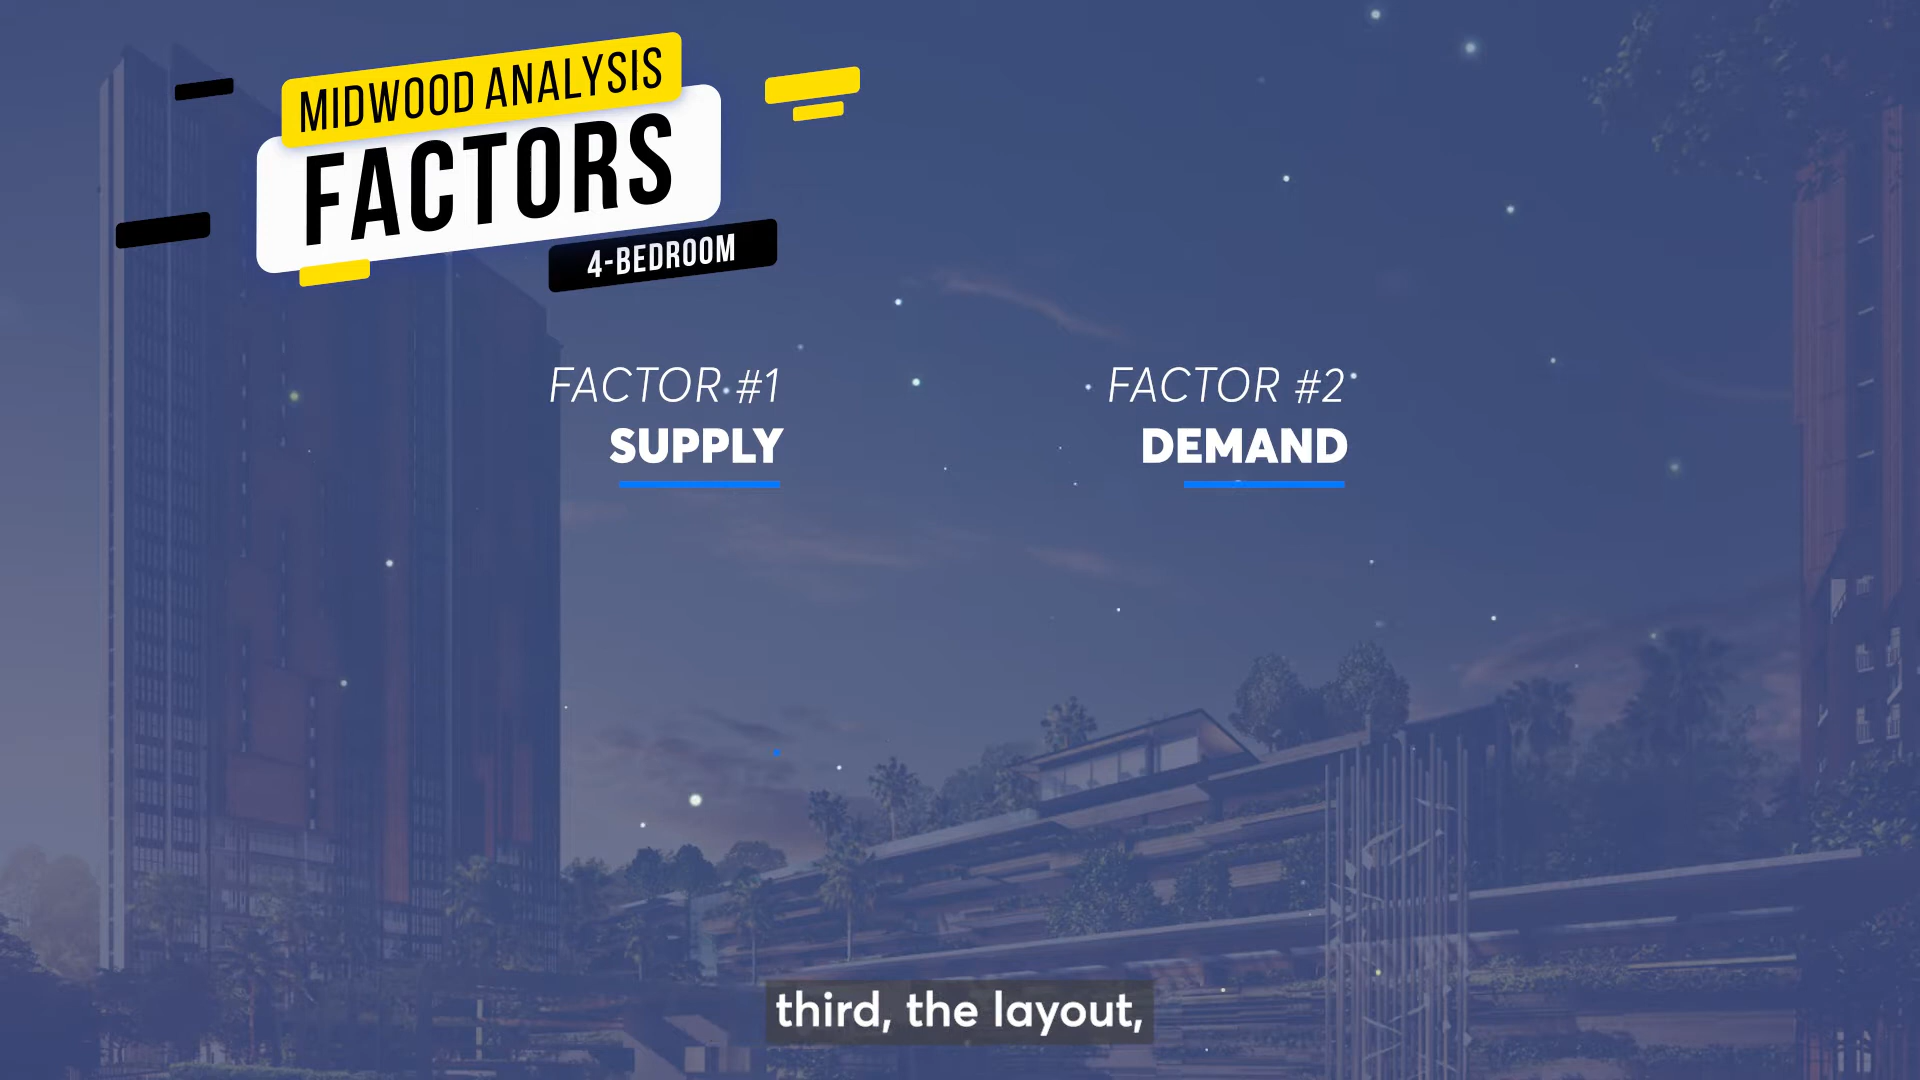 MIDWOOD ANALYSIS
FACTORS
4-BEDROOM
FACTOR #1
SUPPLY
FACTOR #2
DEMAND
third, the layout,